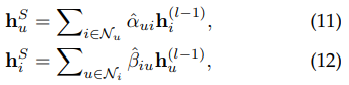 h_u^S = ∑_{i∈N_u} α̂_{ui} h_i^{(l−1)}, (11)
h_i^S = ∑_{u∈N_i} β̂_{iu} h_u^{(l−1)}, (12)